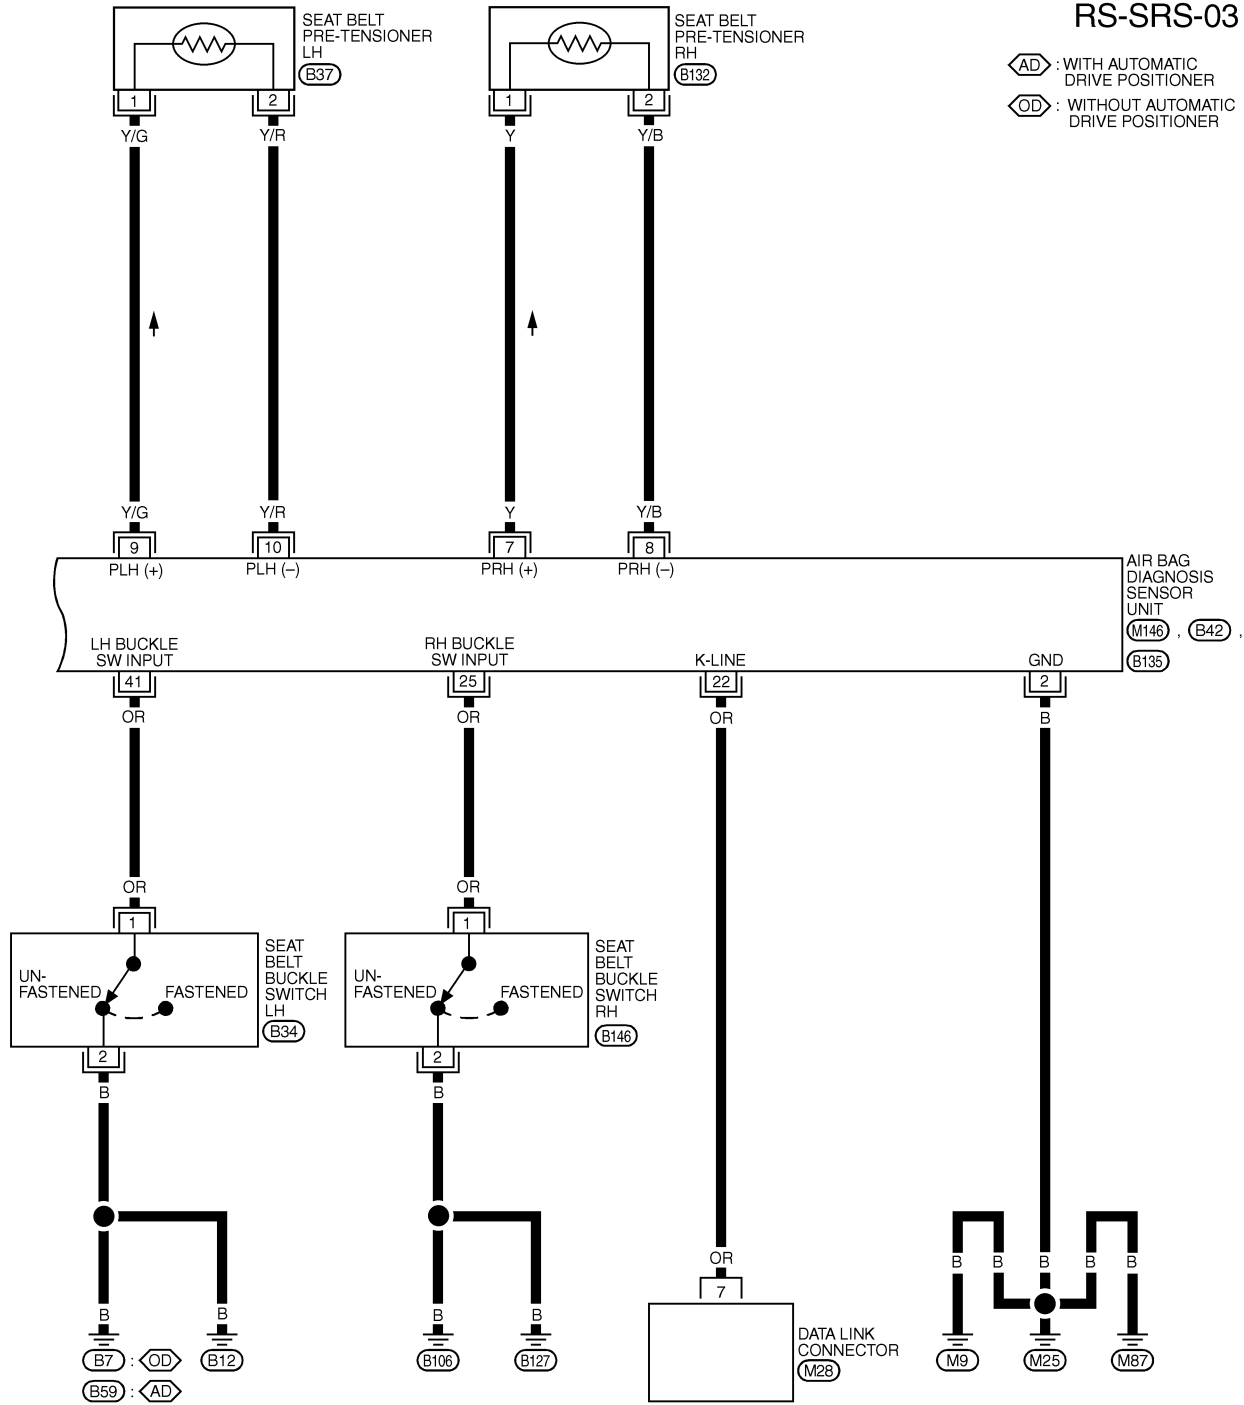 RS-SRS-03
AD : WITH AUTOMATIC
DRIVE POSITIONER
OD : WITHOUT AUTOMATIC
DRIVE POSITIONER
SEAT BELT
PRE-TENSIONER
LH
B37
SEAT BELT
PRE-TENSIONER
RH
B132
1 2 1 2
Y/G Y/R Y Y/B
Y/G Y/R Y Y/B
9 10 7 8
PLH (+) PLH (–) PRH (+) PRH (–)
AIR BAG
DIAGNOSIS
SENSOR
UNIT
M146 , B42 ,
B135
LH BUCKLE
SW INPUT
RH BUCKLE
SW INPUT
K-LINE
GND
41 25 22 2
OR OR OR B
OR OR
1 1
UN-
FASTENED
FASTENED
SEAT
BELT
BUCKLE
SWITCH
LH
B34
UN-
FASTENED
FASTENED
SEAT
BELT
BUCKLE
SWITCH
RH
B146
2 2
B B
OR
B B B B B
7
B B B B
DATA LINK
CONNECTOR
M28
B7 : OD
B59 : AD
B12
B106
B127
M9
M25
M87